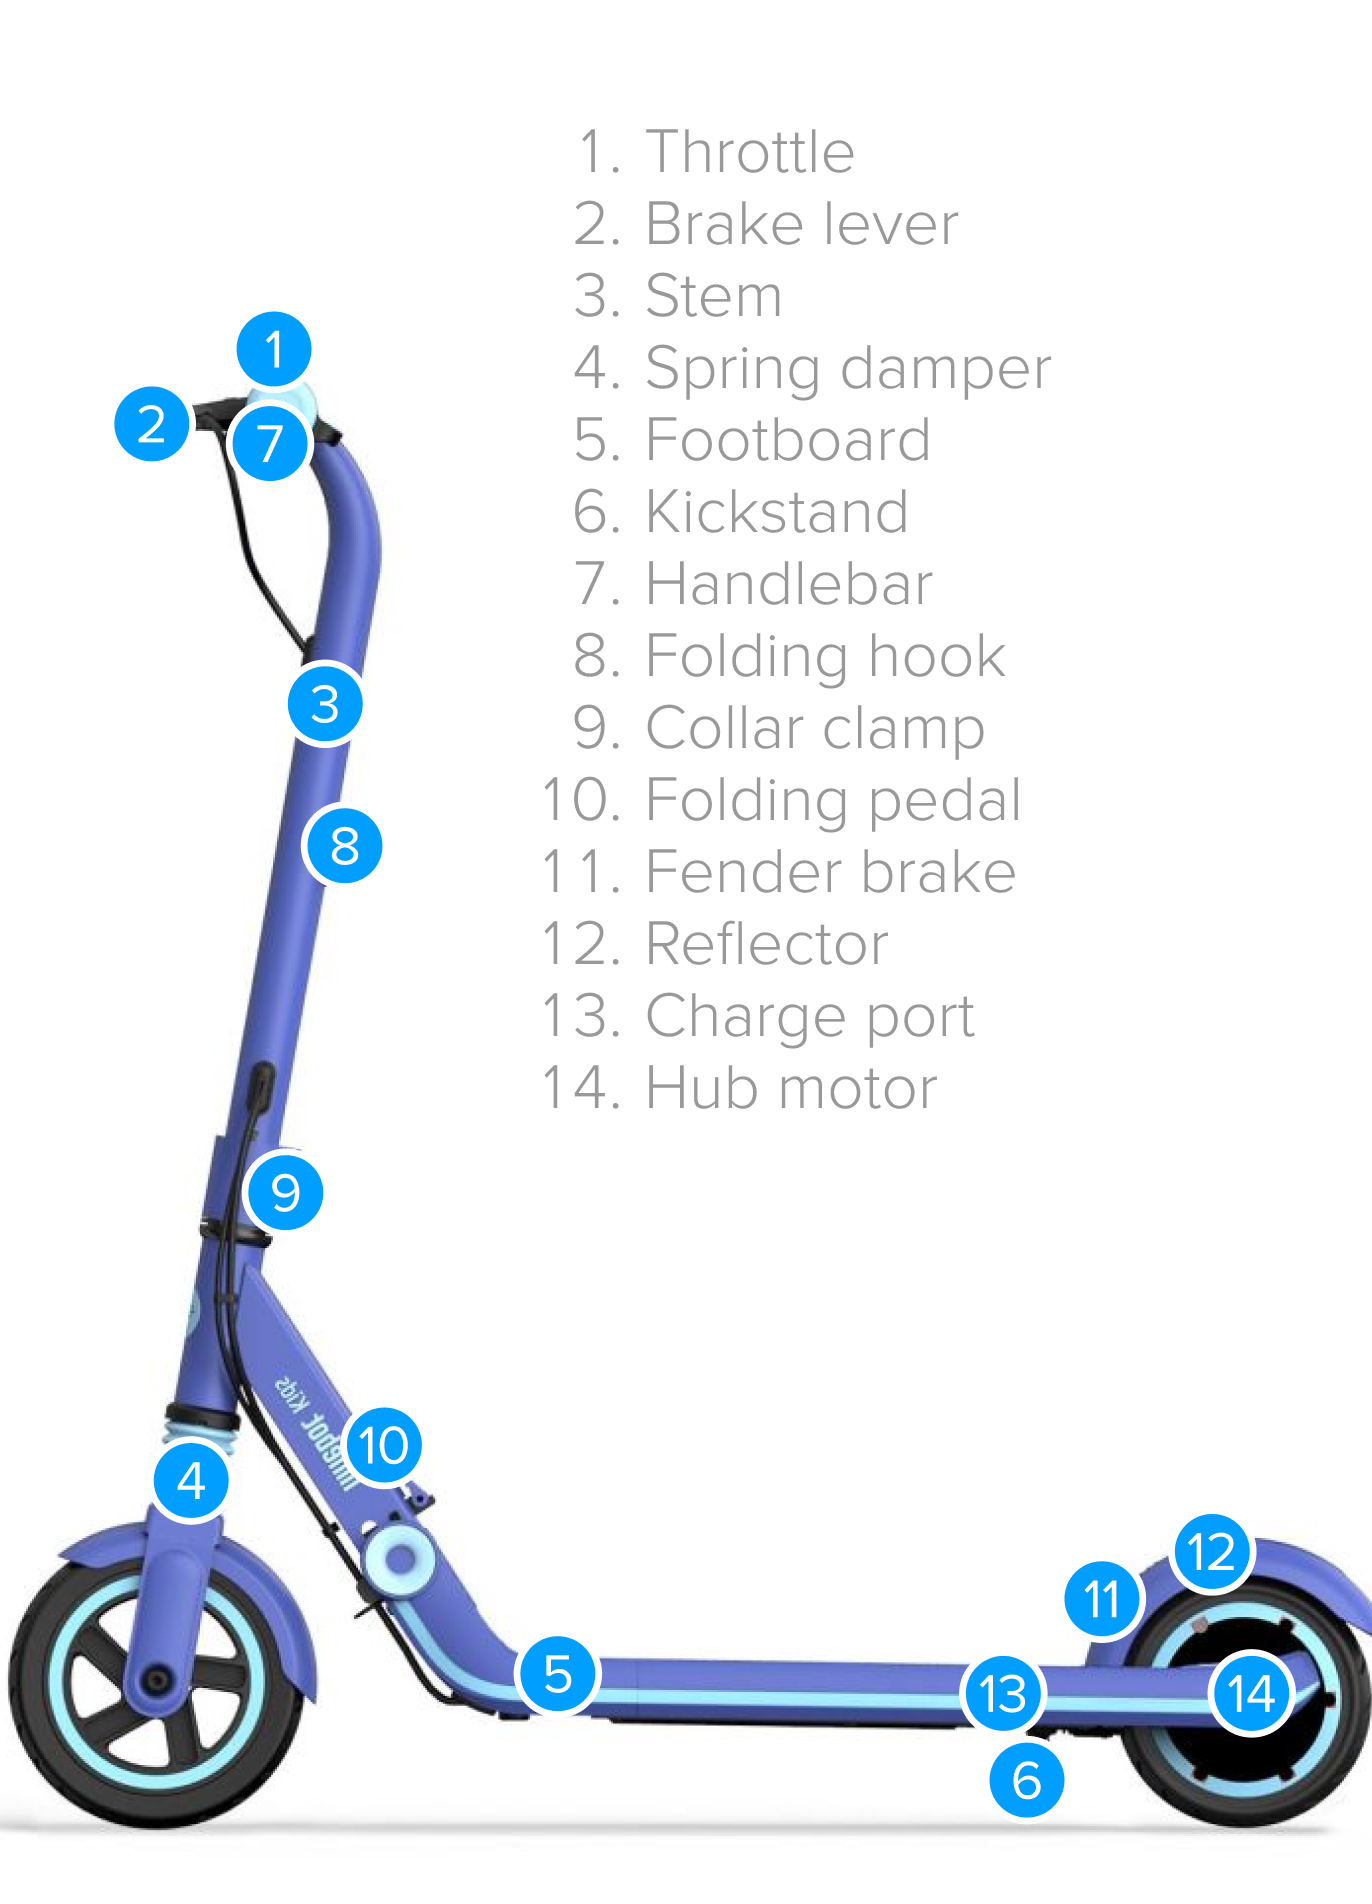 1. Throttle
2. Brake lever
3. Stem
4. Spring damper
5. Footboard
6. Kickstand
7. Handlebar
8. Folding hook
9. Collar clamp
10. Folding pedal
11. Fender brake
12. Reflector
13. Charge port
14. Hub motor
1
2
7
3
8
9
Kids
10
4
12
11
5
13
14
6